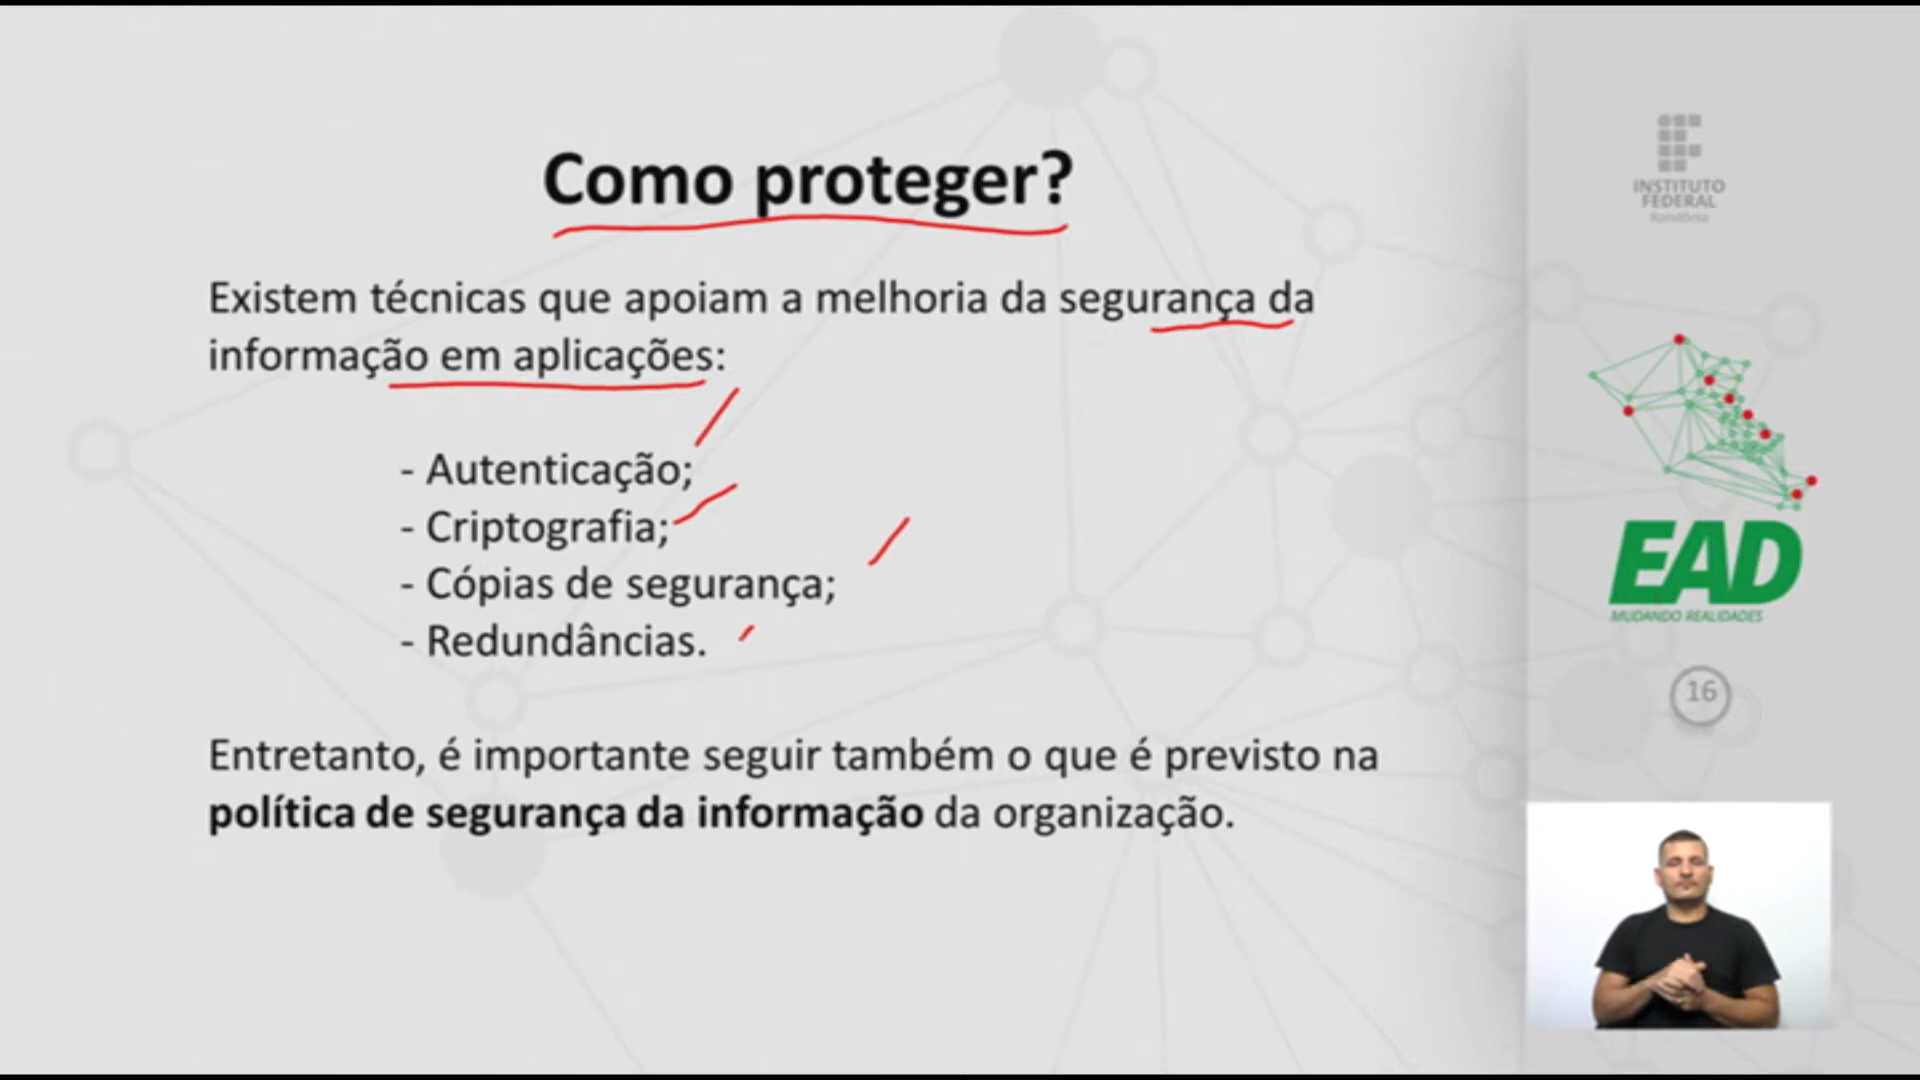 Como proteger?
Existem técnicas que apoiam a melhoria da segurança da
informação em aplicações:
- Autenticação;
- Criptografia;
- Cópias de segurança;
- Redundâncias.
Entretanto, é importante seguir também o que é previsto na
política de segurança da informação da organização.
INSTITUTO
FEDERAL
Rondônia
EAD
MUDANDO REALIDADES
16